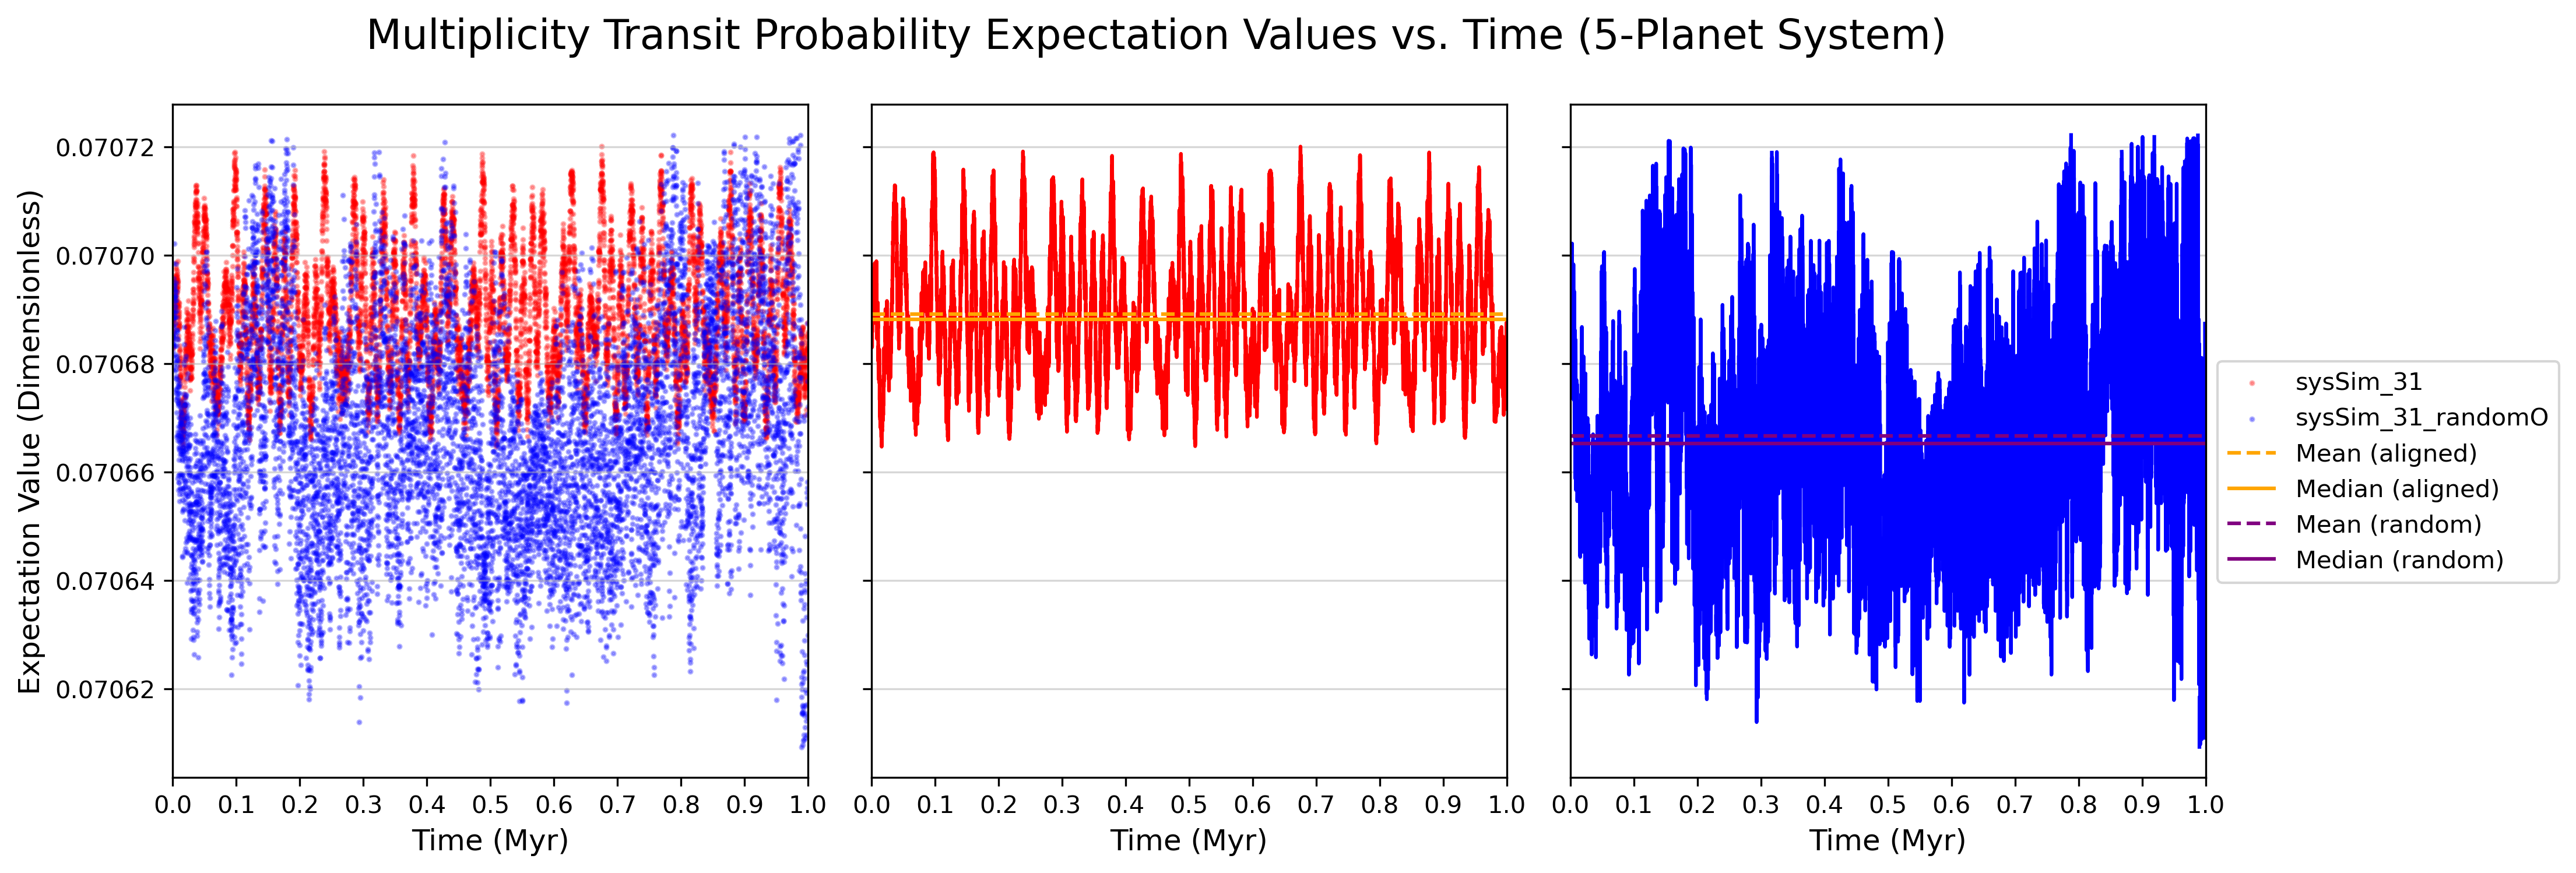 Multiplicity Transit Probability Expectation Values vs. Time (5-Planet System)
Expectation Value (Dimensionless)
0.07072
0.07070
0.07068
0.07066
0.07064
0.07062
0.0 0.1 0.2 0.3 0.4 0.5 0.6 0.7 0.8 0.9 1.0
Time (Myr)
0.0 0.1 0.2 0.3 0.4 0.5 0.6 0.7 0.8 0.9 1.0
Time (Myr)
0.0 0.1 0.2 0.3 0.4 0.5 0.6 0.7 0.8 0.9 1.0
Time (Myr)
sysSim_31
sysSim_31_randomO
Mean (aligned)
Median (aligned)
Mean (random)
Median (random)